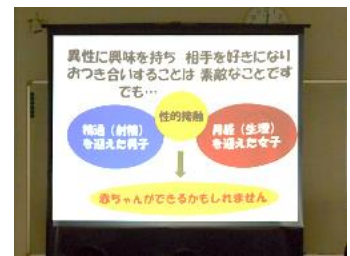 異性に興味を持ち 相手を好きになり
おつき合いすることは 素敵なことです
でも…
性的接触
精通（射精）
を迎えた男子
月経（生理）
を迎えた女子
赤ちゃんができるかもしれません